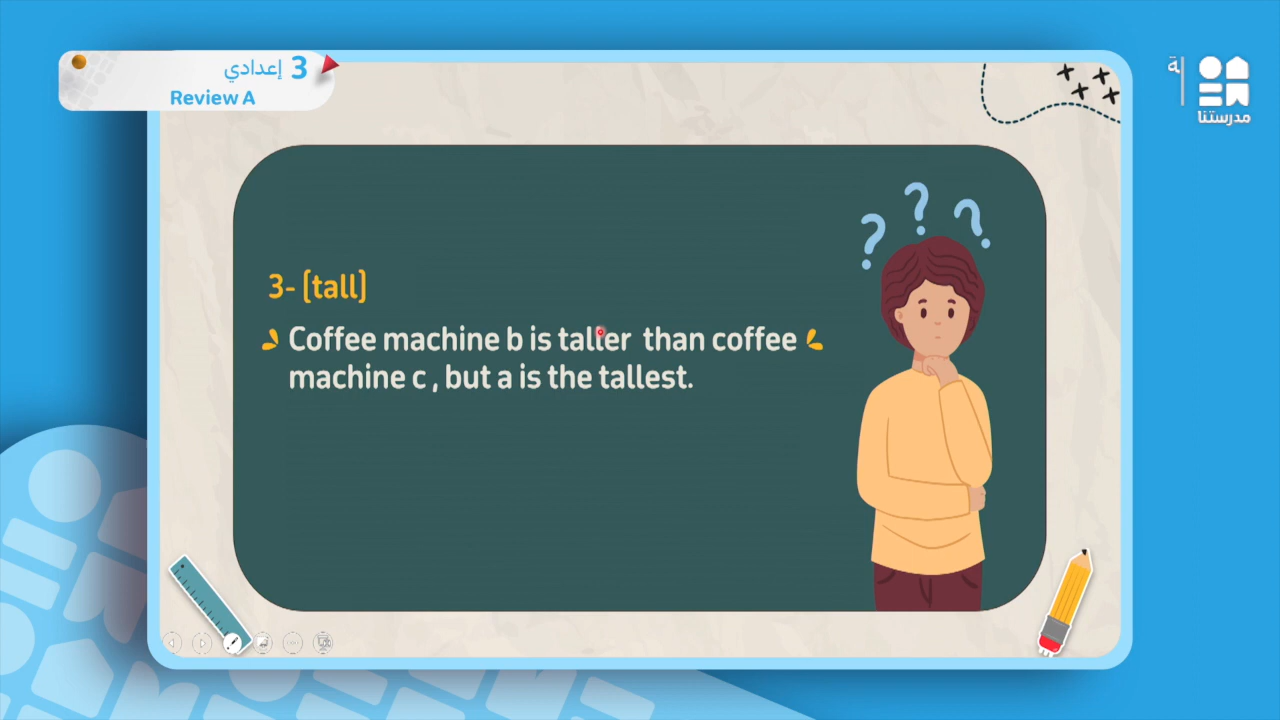 3 إعدادي
Review A
ة
مدرستنا
3- [tall]
Coffee machine b is taller than coffee
machine c , but a is the tallest.